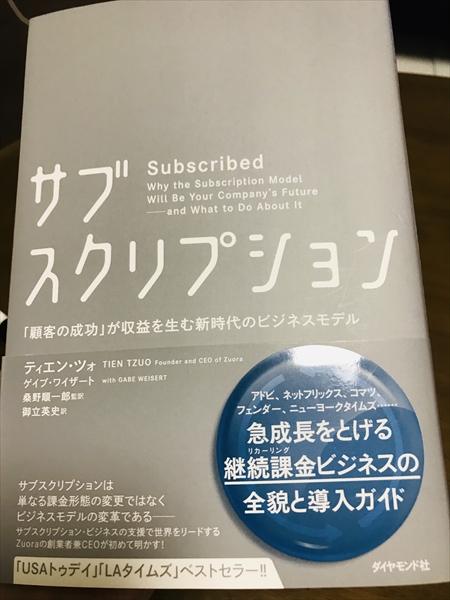 サブ
スクリプション
Subscribed
Why the Subscription Model
Will Be Your Company's Future
——and What to Do About It
「顧客の成功」が収益を生む新時代のビジネスモデル
ティエン・ツォ TIEN TZUO Founder and CEO of Zuora
ゲイブ・ワイザート with GABE WEISERT
桑野順一郎監訳
御立英史訳
アドビ、ネットフリックス、コマツ、
フェンダー、ニューヨークタイムズ……
急成長をとげる
リカーリング
継続課金ビジネスの
全貌と導入ガイド
サブスクリプションは
単なる課金形態の変更ではなく
ビジネスモデルの変革である——
サブスクリプション・ビジネスの支援で世界をリードする
Zuoraの創業者兼CEOが初めて明かす!
「USAトゥデイ」「LAタイムズ」ベストセラー!!
ダイヤモンド社